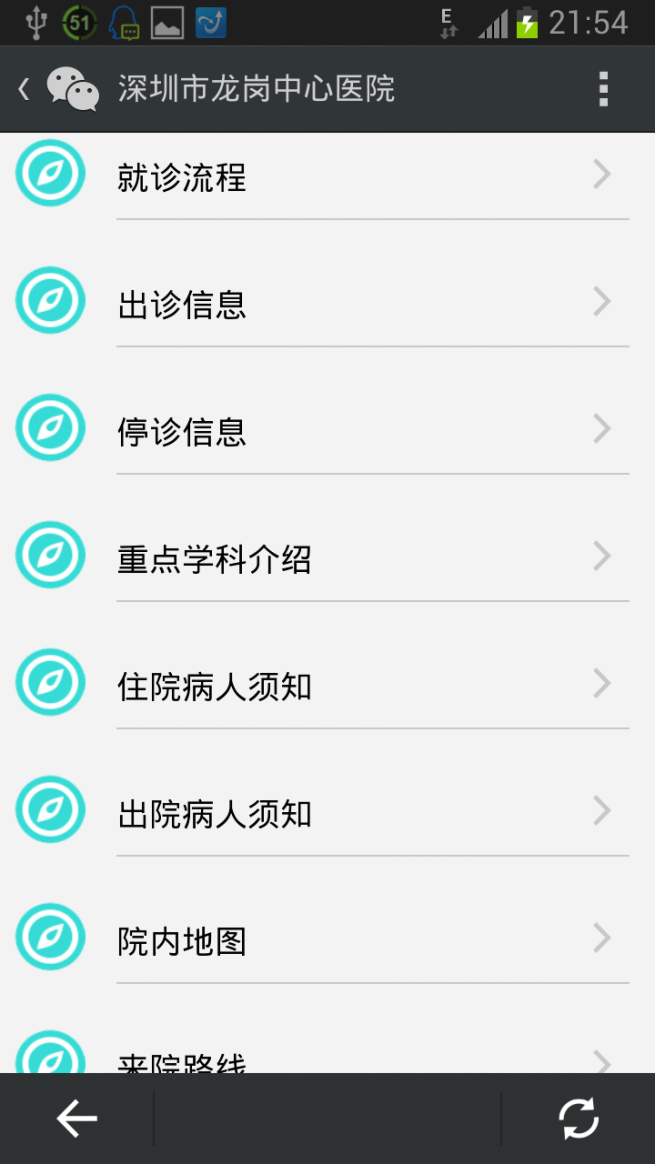 51
E
21:54
深圳市龙岗中心医院
就诊流程
出诊信息
停诊信息
重点学科介绍
住院病人须知
出院病人须知
院内地图
来院路线